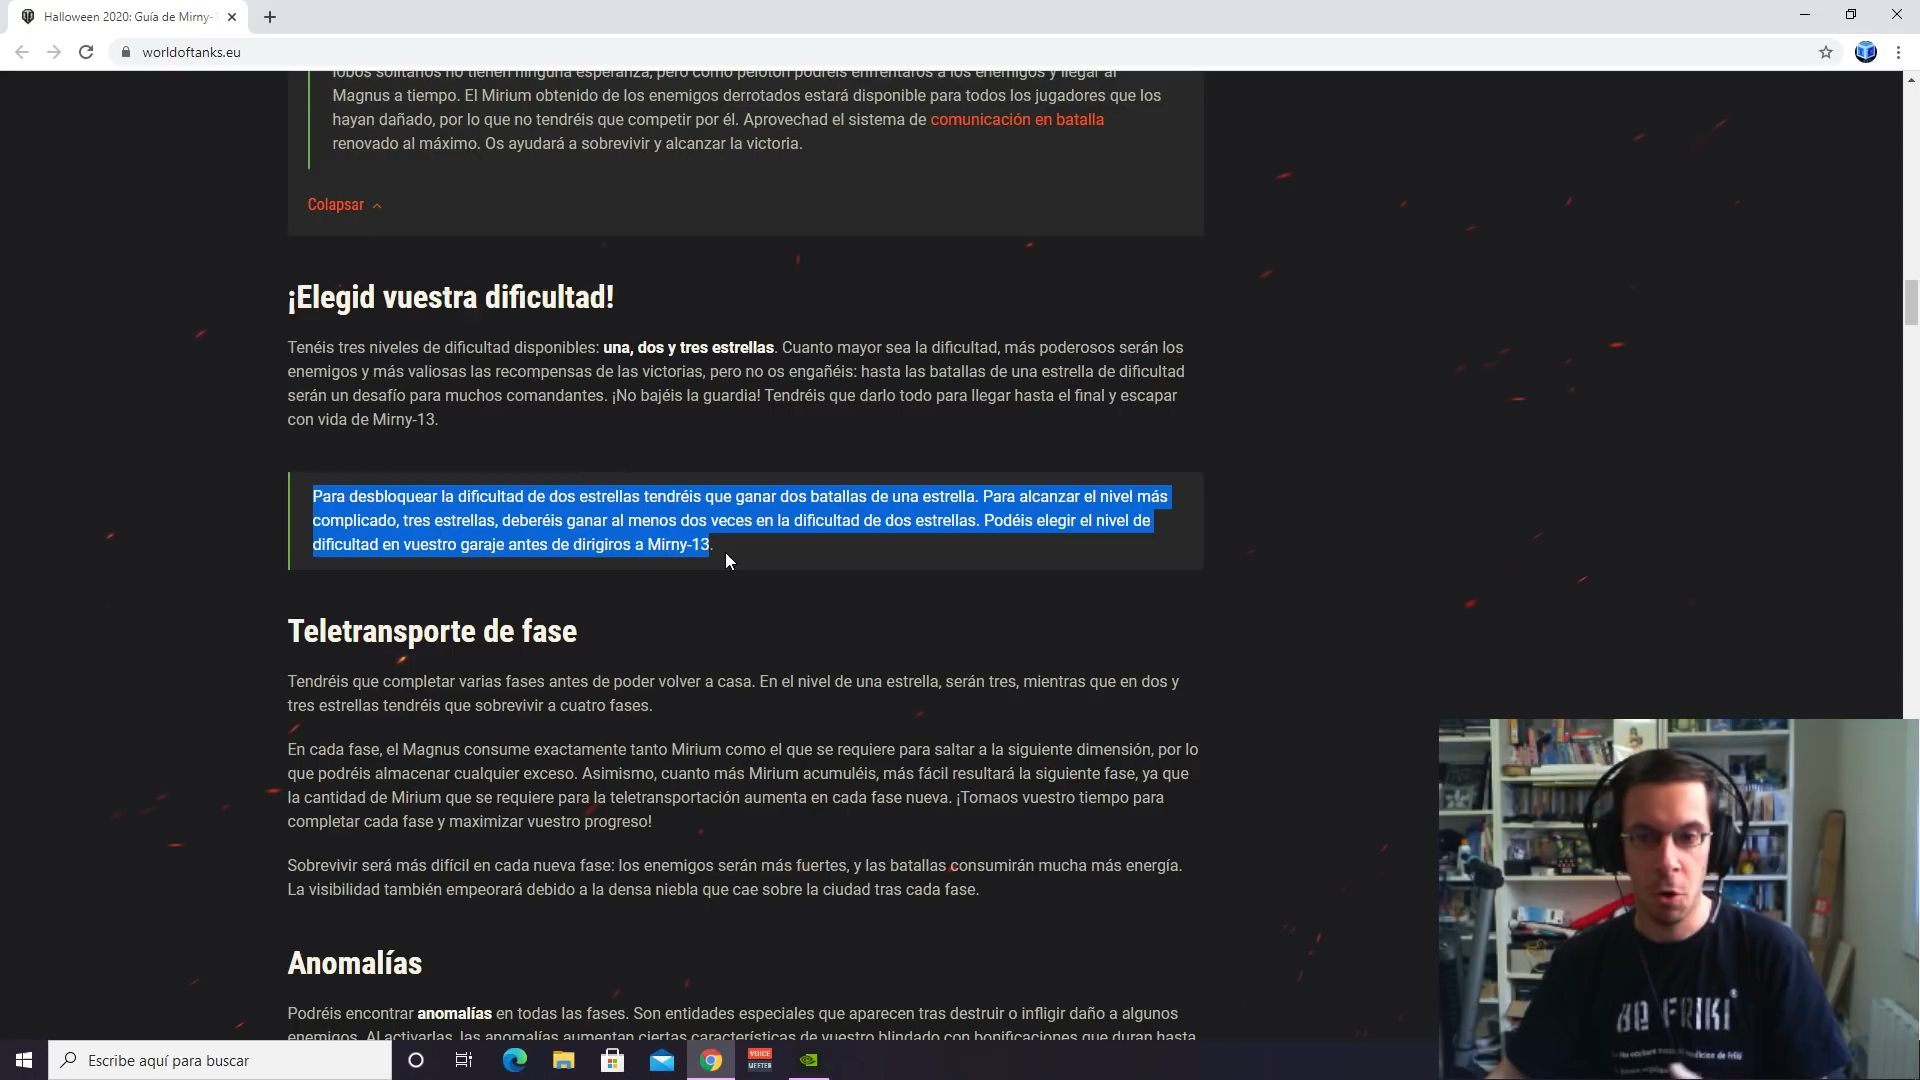 Halloween 2020: Guía de Mirny-
worldoftanks.eu
lobos solitarios no tienen ninguna esperanza, pero como pelotón podréis enfrentaros a los enemigos y llegar al
Magnus a tiempo. El Mirium obtenido de los enemigos derrotados estará disponible para todos los jugadores que los
hayan dañado, por lo que no tendréis que competir por él. Aprovechad el sistema de comunicación en batalla
renovado al máximo. Os ayudará a sobrevivir y alcanzar la victoria.
Colapsar
¡Elegid vuestra dificultad!
Tenéis tres niveles de dificultad disponibles: una, dos y tres estrellas. Cuanto mayor sea la dificultad, más poderosos serán los
enemigos y más valiosas las recompensas de las victorias, pero no os engañéis: hasta las batallas de una estrella de dificultad
serán un desafío para muchos comandantes. ¡No bajéis la guardia! Tendréis que darlo todo para llegar hasta el final y escapar
con vida de Mirny-13.
Para desbloquear la dificultad de dos estrellas tendréis que ganar dos batallas de una estrella. Para alcanzar el nivel más
complicado, tres estrellas, deberéis ganar al menos dos veces en la dificultad de dos estrellas. Podéis elegir el nivel de
dificultad en vuestro garaje antes de dirigiros a Mirny-13.
Teletransporte de fase
Tendréis que completar varias fases antes de poder volver a casa. En el nivel de una estrella, serán tres, mientras que en dos y
tres estrellas tendréis que sobrevivir a cuatro fases.
En cada fase, el Magnus consume exactamente tanto Mirium como el que se requiere para saltar a la siguiente dimensión, por lo
que podréis almacenar cualquier exceso. Asimismo, cuanto más Mirium acumuléis, más fácil resultará la siguiente fase, ya que
la cantidad de Mirium que se requiere para la teletransportación aumenta en cada fase nueva. ¡Tomaos vuestro tiempo para
completar cada fase y maximizar vuestro progreso!
Sobrevivir será más difícil en cada nueva fase: los enemigos serán más fuertes, y las batallas consumirán mucha más energía.
La visibilidad también empeorará debido a la densa niebla que cae sobre la ciudad tras cada fase.
Anomalías
Podréis encontrar anomalías en todas las fases. Son entidades especiales que aparecen tras destruir o infligir daño a algunos
enemigos. Al activarlas, las anomalías aumentan ciertas características de vuestro blindado con bonificaciones que duran hasta
BE FRIKI
Escribe aquí para buscar
VOICE
MEETER